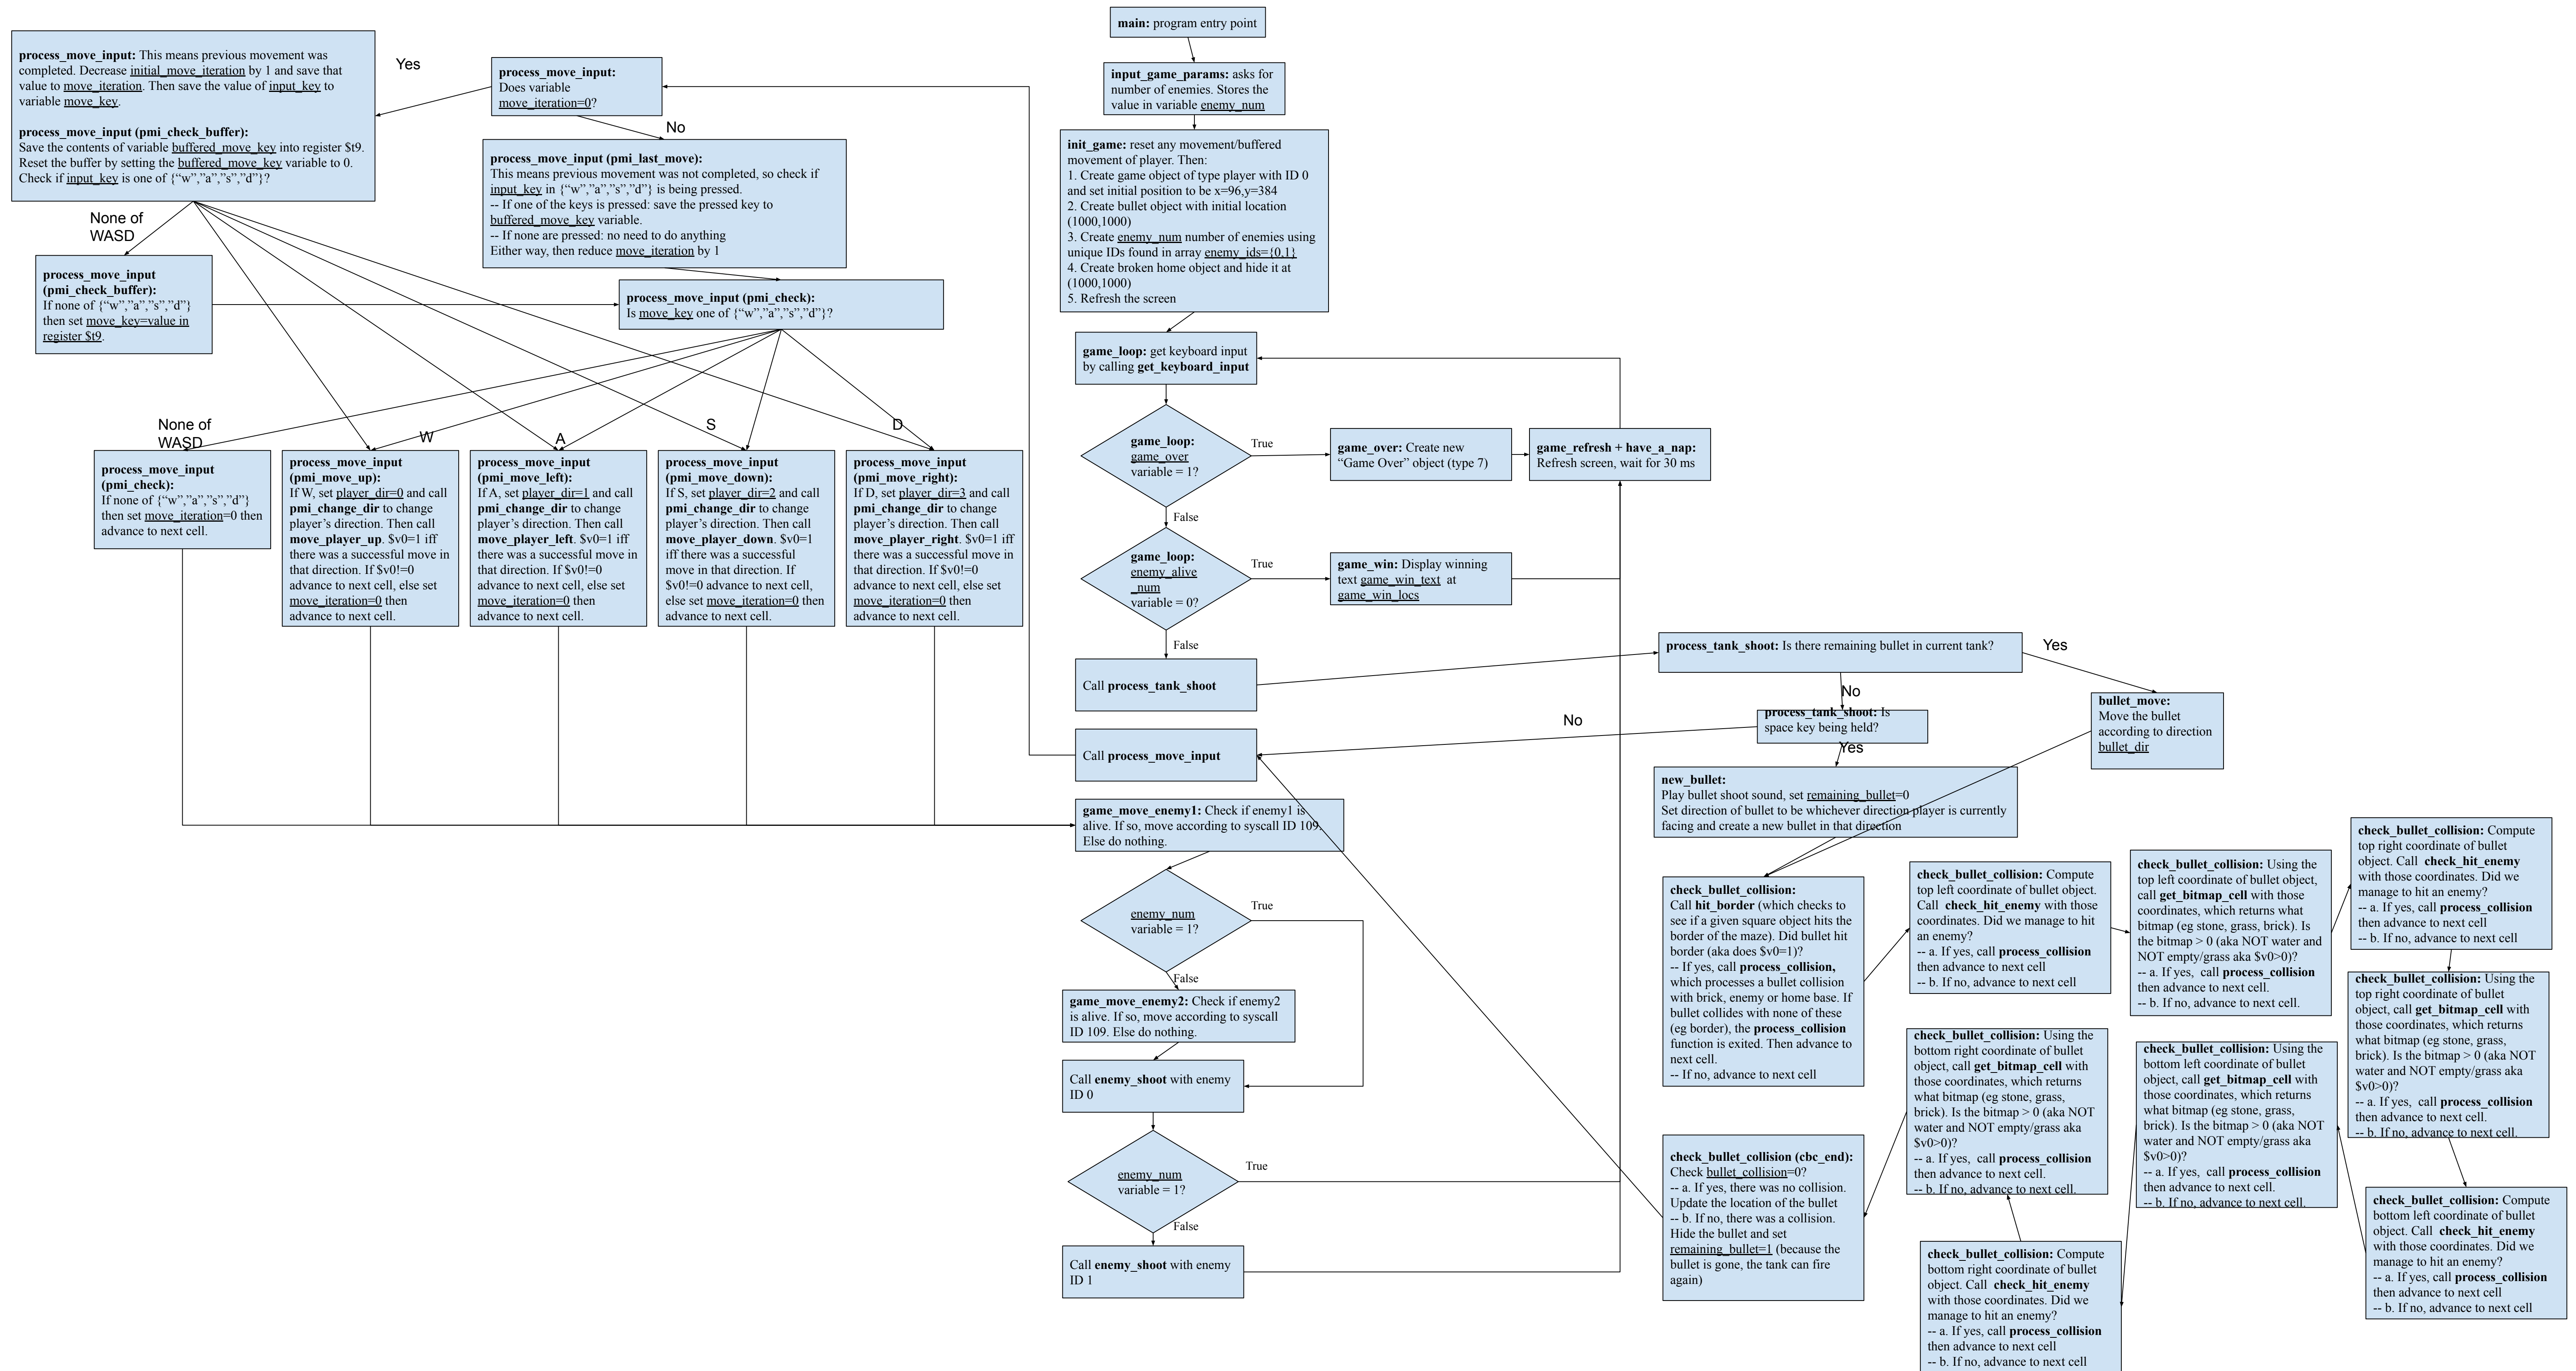 main: program entry point
input_game_params: asks for
number of enemies. Stores the
value in variable enemy_num
init_game: reset any movement/buffered
movement of player. Then:
1. Create game object of type player with ID 0
and set initial position to be x=96,y=384
2. Create bullet object with initial location
(1000,1000)
3. Create enemy_num number of enemies using
unique IDs found in array enemy_ids={0,1}
4. Create broken home object and hide it at
(1000,1000)
5. Refresh the screen
game_loop: get keyboard input
by calling get_keyboard_input
game_loop:
game_over
variable = 1?
True
game_over: Create new
“Game Over” object (type 7)
game_refresh + have_a_nap:
Refresh screen, wait for 30 ms
False
game_loop:
enemy_alive
_num
variable = 0?
True
game_win: Display winning
text game_win_text at
game_win_locs
False
Call process_tank_shoot
Call process_move_input
process_move_input:
Does variable
move_iteration=0?
Yes
process_move_input: This means previous movement was
completed. Decrease initial_move_iteration by 1 and save that
value to move_iteration. Then save the value of input_key to
variable move_key.
process_move_input (pmi_check_buffer):
Save the contents of variable buffered_move_key into register $t9.
Reset the buffer by setting the buffered_move_key variable to 0.
Check if input_key is one of {“w”,”a”,”s”,”d”}?
No
process_move_input (pmi_last_move):
This means previous movement was not completed, so check if
input_key in {“w”,”a”,”s”,”d”} is being pressed.
-- If one of the keys is pressed: save the pressed key to
buffered_move_key variable.
-- If none are pressed: no need to do anything
Either way, then reduce move_iteration by 1
None of
WASD
process_move_input
(pmi_check_buffer):
If none of {“w”,”a”,”s”,”d”}
then set move_key=value in
register $t9.
process_move_input (pmi_check):
Is move_key one of {“w”,”a”,”s”,”d”}?
None of
WASD
W
A
S
D
process_move_input
(pmi_check):
If none of {“w”,”a”,”s”,”d”}
then set move_iteration=0 then
advance to next cell.
process_move_input
(pmi_move_up):
If W, set player_dir=0 and call
pmi_change_dir to change
player’s direction. Then call
move_player_up. $v0=1 iff
there was a successful move in
that direction. If $v0!=0
advance to next cell, else set
move_iteration=0 then
advance to next cell.
process_move_input
(pmi_move_left):
If A, set player_dir=1 and call
pmi_change_dir to change
player’s direction. Then call
move_player_left. $v0=1 iff
there was a successful move in
that direction. If $v0!=0
advance to next cell, else set
move_iteration=0 then
advance to next cell.
process_move_input
(pmi_move_down):
If S, set player_dir=2 and call
pmi_change_dir to change
player’s direction. Then call
move_player_down. $v0=1
iff there was a successful
move in that direction. If
$v0!=0 advance to next cell,
else set move_iteration=0 then
advance to next cell.
process_move_input
(pmi_move_right):
If D, set player_dir=3 and call
pmi_change_dir to change
player’s direction. Then call
move_player_right. $v0=1 iff
there was a successful move in
that direction. If $v0!=0
advance to next cell, else set
move_iteration=0 then
advance to next cell.
game_move_enemy1: Check if enemy1 is
alive. If so, move according to syscall ID 109.
Else do nothing.
enemy_num
variable = 1?
True
False
game_move_enemy2: Check if enemy2
is alive. If so, move according to syscall
ID 109. Else do nothing.
Call enemy_shoot with enemy
ID 0
enemy_num
variable = 1?
True
False
Call enemy_shoot with enemy
ID 1
process_tank_shoot: Is there remaining bullet in current tank?
Yes
No
bullet_move:
Move the bullet
according to direction
bullet_dir
process_tank_shoot: Is
space key being held?
No
Yes
new_bullet:
Play bullet shoot sound, set remaining_bullet=0
Set direction of bullet to be whichever direction player is currently
facing and create a new bullet in that direction
check_bullet_collision:
Call hit_border (which checks to
see if a given square object hits the
border of the maze). Did bullet hit
border (aka does $v0=1)?
-- If yes, call process_collision,
which processes a bullet collision
with brick, enemy or home base. If
bullet collides with none of these
(eg border), the process_collision
function is exited. Then advance to
next cell.
-- If no, advance to next cell
check_bullet_collision: Compute
top left coordinate of bullet object.
Call check_hit_enemy with those
coordinates. Did we manage to hit
an enemy?
-- a. If yes, call process_collision
then advance to next cell
-- b. If no, advance to next cell
check_bullet_collision: Using the
top left coordinate of bullet object,
call get_bitmap_cell with those
coordinates, which returns what
bitmap (eg stone, grass, brick). Is
the bitmap > 0 (aka NOT water and
NOT empty/grass aka $v0>0)?
-- a. If yes, call process_collision
then advance to next cell.
-- b. If no, advance to next cell.
check_bullet_collision: Compute
top right coordinate of bullet
object. Call check_hit_enemy
with those coordinates. Did we
manage to hit an enemy?
-- a. If yes, call process_collision
then advance to next cell
-- b. If no, advance to next cell
check_bullet_collision: Using the
top right coordinate of bullet
object, call get_bitmap_cell with
those coordinates, which returns
what bitmap (eg stone, grass,
brick). Is the bitmap > 0 (aka NOT
water and NOT empty/grass aka
$v0>0)?
-- a. If yes, call process_collision
then advance to next cell.
-- b. If no, advance to next cell.
check_bullet_collision: Compute
bottom left coordinate of bullet
object. Call check_hit_enemy
with those coordinates. Did we
manage to hit an enemy?
-- a. If yes, call process_collision
then advance to next cell
-- b. If no, advance to next cell
check_bullet_collision: Using the
bottom left coordinate of bullet
object, call get_bitmap_cell with
those coordinates, which returns
what bitmap (eg stone, grass,
brick). Is the bitmap > 0 (aka NOT
water and NOT empty/grass aka
$v0>0)?
-- a. If yes, call process_collision
then advance to next cell.
-- b. If no, advance to next cell.
check_bullet_collision: Compute
bottom right coordinate of bullet
object. Call check_hit_enemy
with those coordinates. Did we
manage to hit an enemy?
-- a. If yes, call process_collision
then advance to next cell
-- b. If no, advance to next cell
check_bullet_collision: Using the
bottom right coordinate of bullet
object, call get_bitmap_cell with
those coordinates, which returns
what bitmap (eg stone, grass,
brick). Is the bitmap > 0 (aka NOT
water and NOT empty/grass aka
$v0>0)?
-- a. If yes, call process_collision
then advance to next cell.
-- b. If no, advance to next cell.
check_bullet_collision (cbc_end):
Check bullet_collision=0?
-- a. If yes, there was no collision.
Update the location of the bullet
-- b. If no, there was a collision.
Hide the bullet and set
remaining_bullet=1 (because the
bullet is gone, the tank can fire
again)